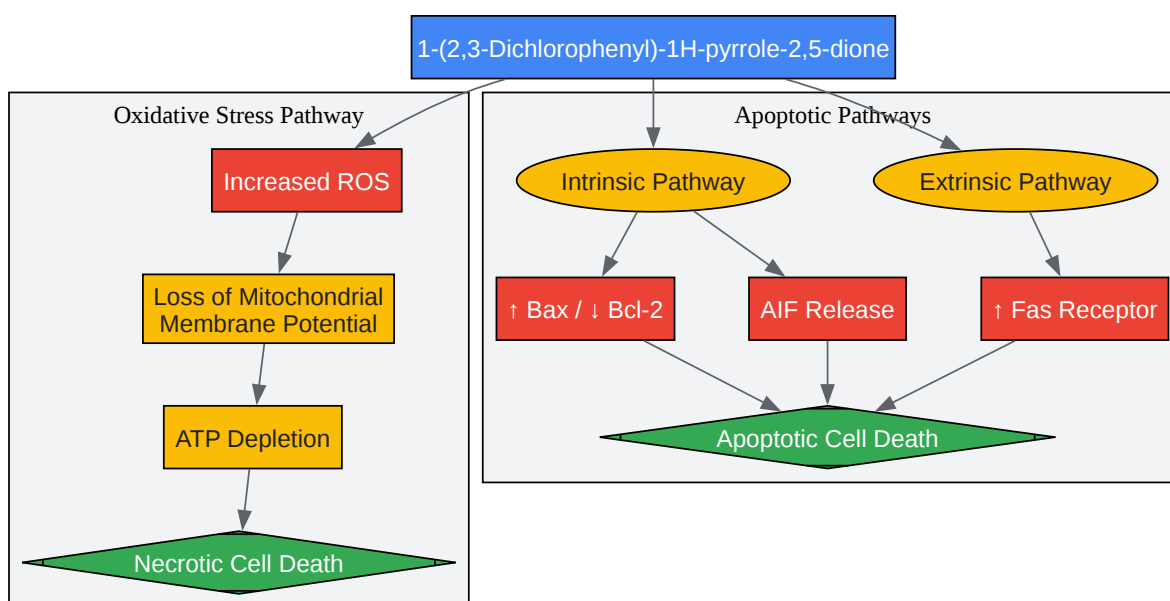 1-(2,3-Dichlorophenyl)-1H-pyrrole-2,5-dione
Oxidative Stress Pathway
Apoptotic Pathways
Increased ROS
Intrinsic Pathway
Extrinsic Pathway
Loss of Mitochondrial
Membrane Potential
↑ Bax / ↓ Bcl-2
AIF Release
↑ Fas Receptor
ATP Depletion
Apoptotic Cell Death
Necrotic Cell Death